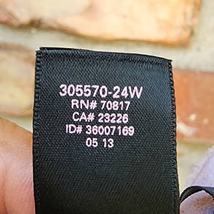 305570-24W
RN# 70817
CA# 23226
ID# 36007169
05 13